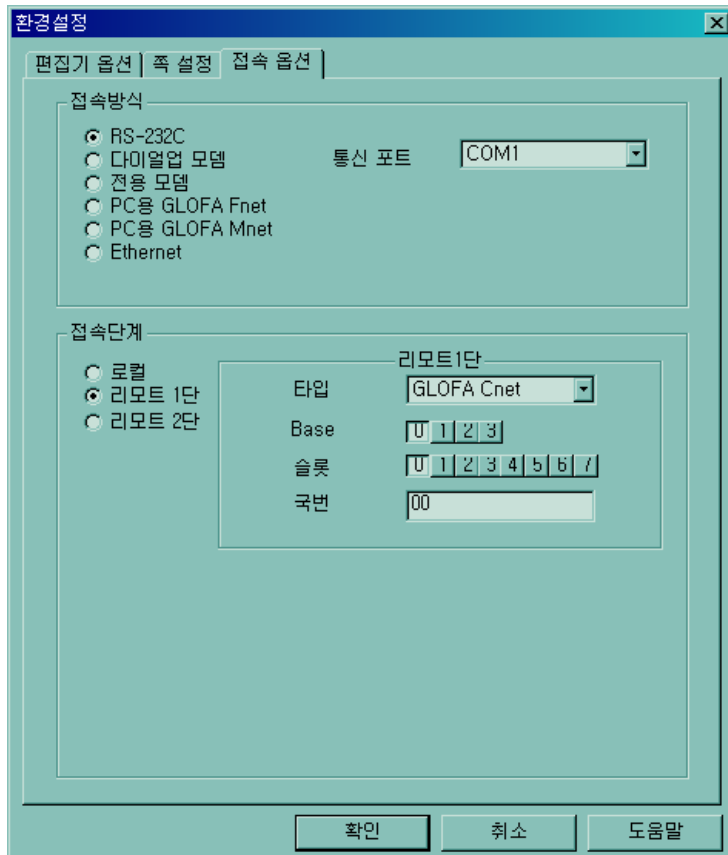 환경설정
편집기 옵션 쪽 설정 접속 옵션
접속방식
RS-232C
다이얼업 모뎀
전용 모뎀
PC용 GLOFA Fnet
PC용 GLOFA Mnet
Ethernet
통신 포트 COM1
접속단계
로컬
리모트 1단
리모트 2단
리모트1단
타입 GLOFA Cnet
Base 0 1 2 3
슬롯 0 1 2 3 4 5 6 7
국번 00
확인 취소 도움말